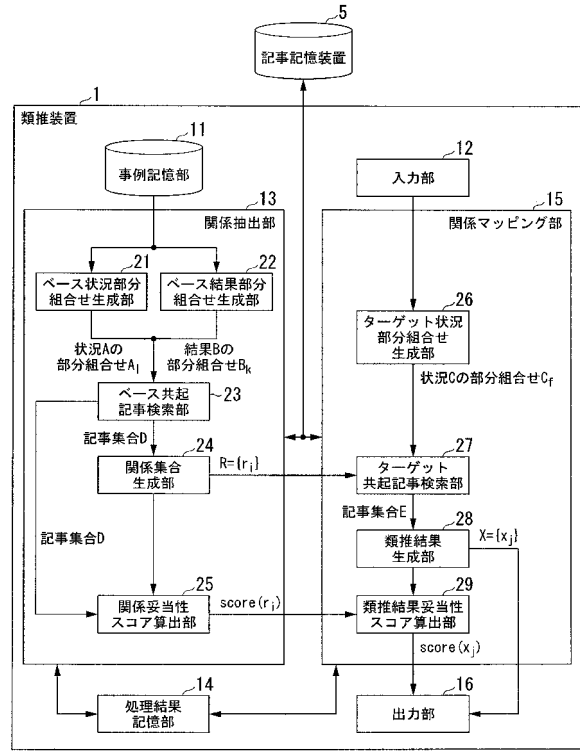 5
記事記憶装置
1
類推装置
11
事例記憶部
12
入力部
13
関係抽出部
15
関係マッピング部
21
ベース状況部分
組合せ生成部
22
ベース結果部分
組合せ生成部
26
ターゲット状況
部分組合せ
生成部
状況Aの
部分組合せAl
結果Bの
部分組合せBk
状況Cの部分組合せCf
ベース共起
記事検索部
23
記事集合D
24
関係集合
生成部
R={ri}
27
ターゲット
共起記事検索部
記事集合E
28
類推結果
生成部
X={xj}
記事集合D
25
関係妥当性
スコア算出部
score(ri)
29
類推結果妥当性
スコア算出部
score(xj)
14
処理結果
記憶部
16
出力部